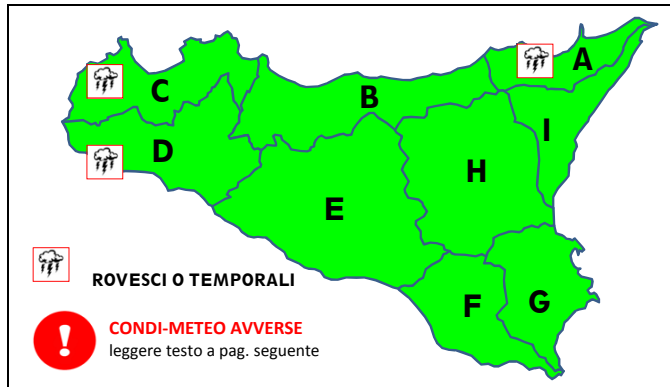 A
C
B
I
D
H
E
ROVESCI O TEMPORALI
F
G
CONDI-METEO AVVERSE
leggere testo a pag. seguente